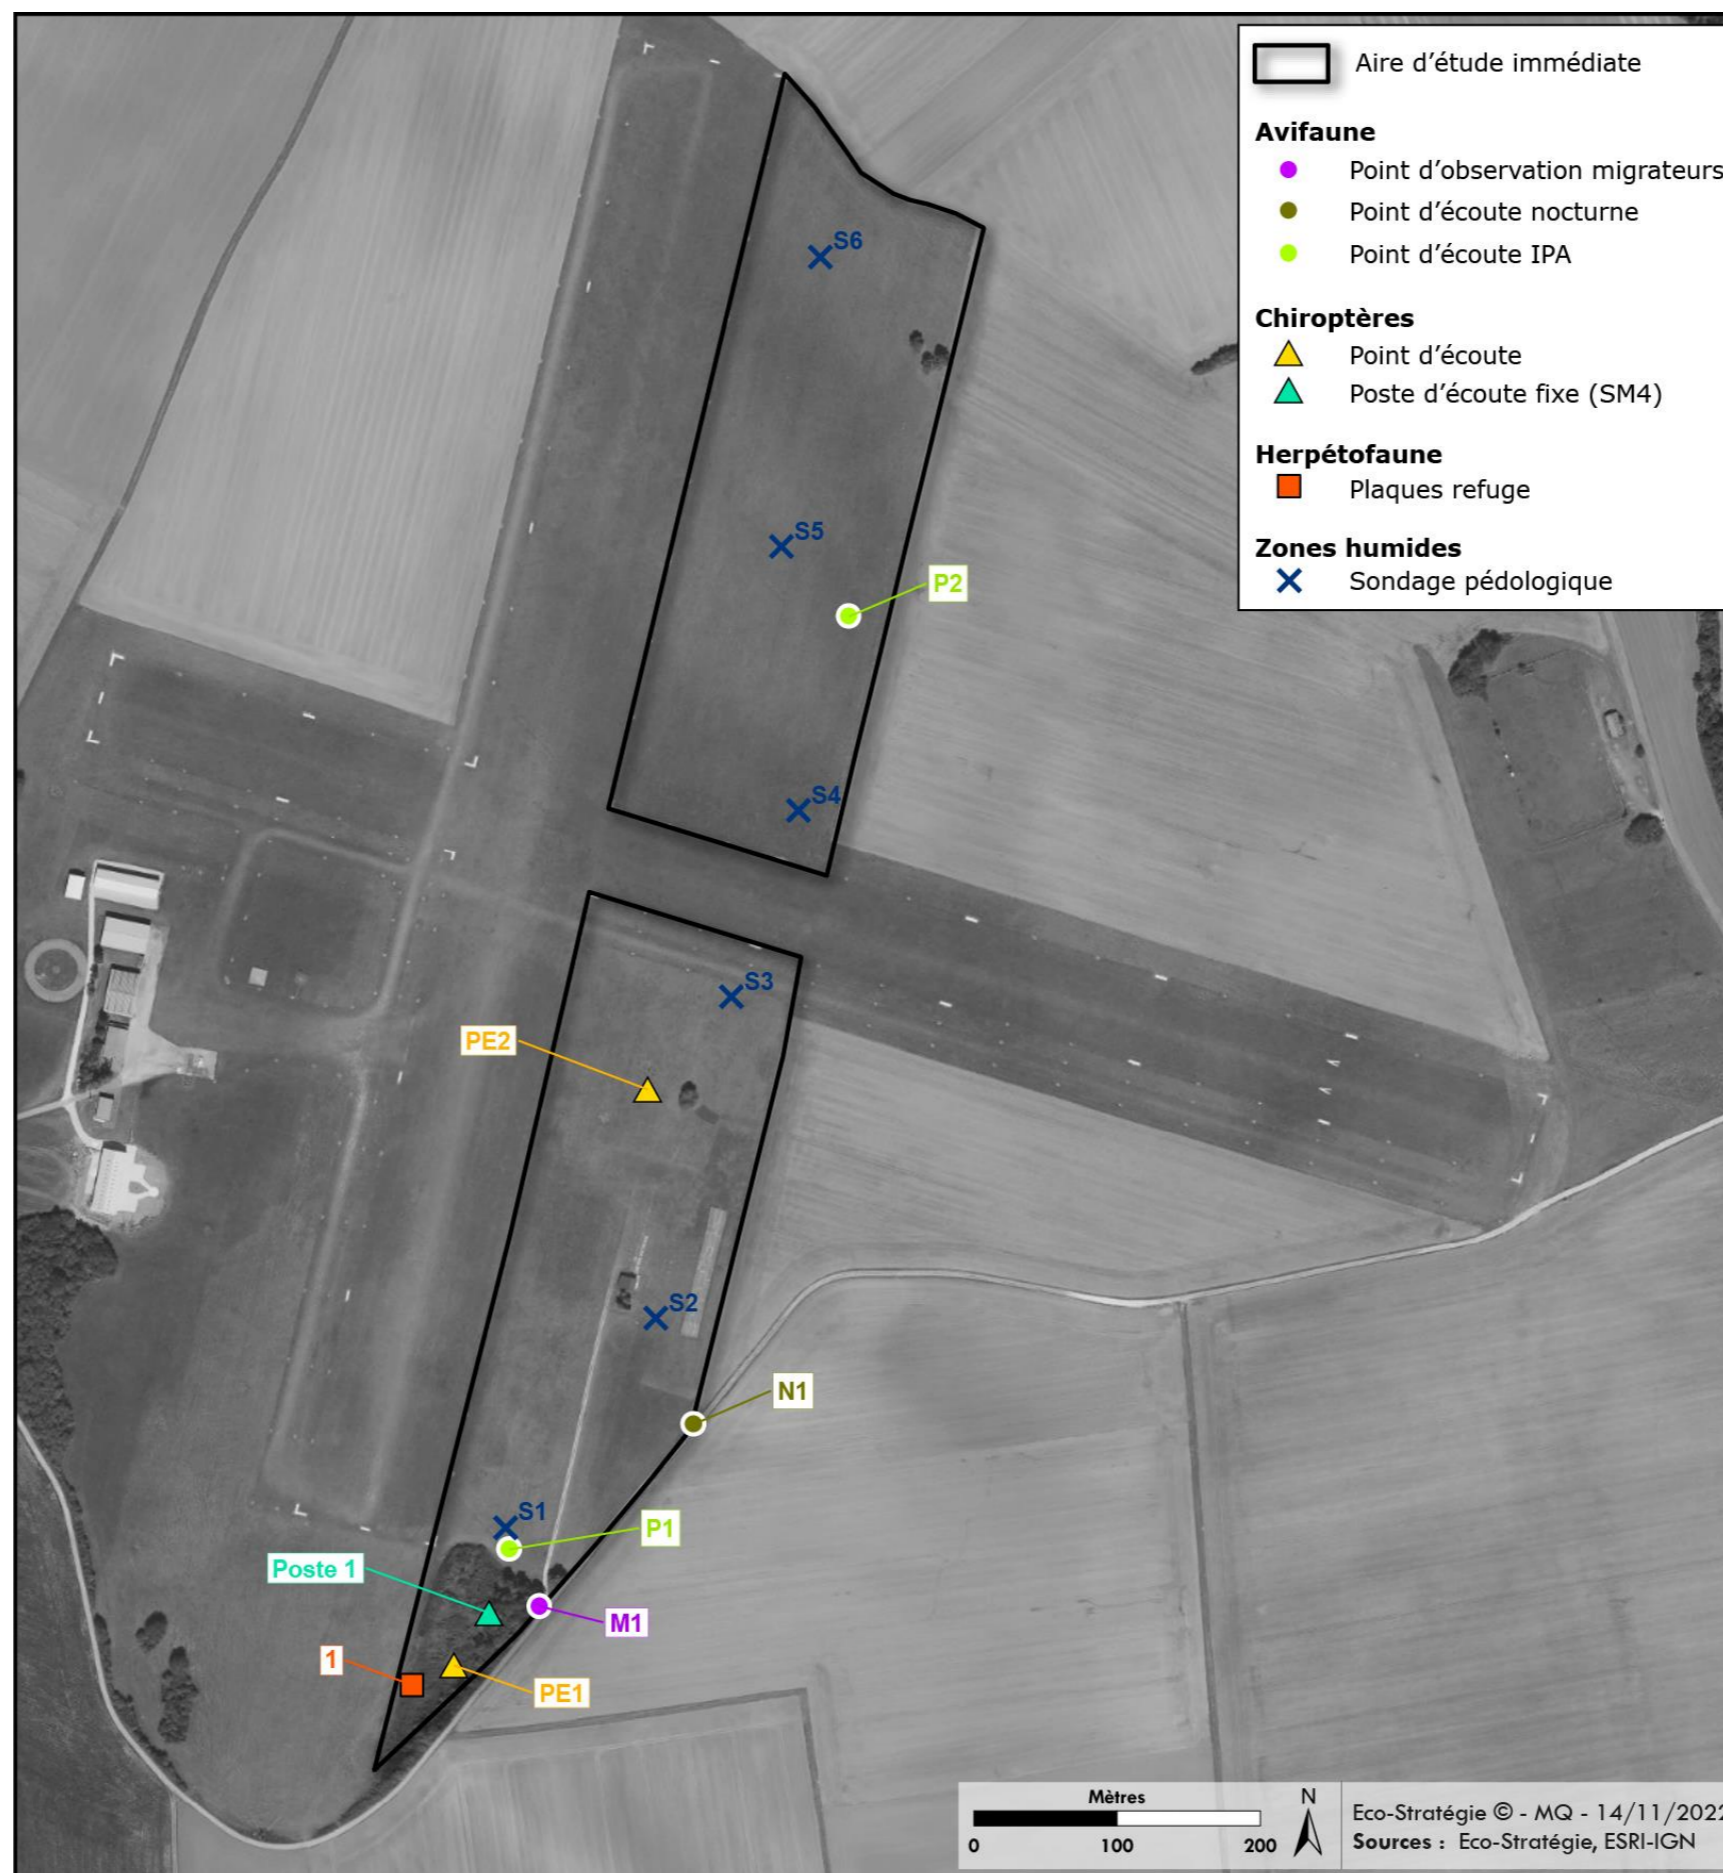 Aire d’étude immédiate
Avifaune
Point d’observation migrateurs
Point d’écoute nocturne
Point d’écoute IPA
Chiroptères
Point d’écoute
Poste d’écoute fixe (SM4)
Herpétofaune
Plaques refuge
Zones humides
Sondage pédologique
S6
S5
P2
S4
S3
PE2
S2
N1
S1
P1
Poste 1
M1
1
PE1
Mètres
0 100 200
N
Eco-Stratégie © - MQ - 14/11/2022
Sources : Eco-Stratégie, ESRI-IGN